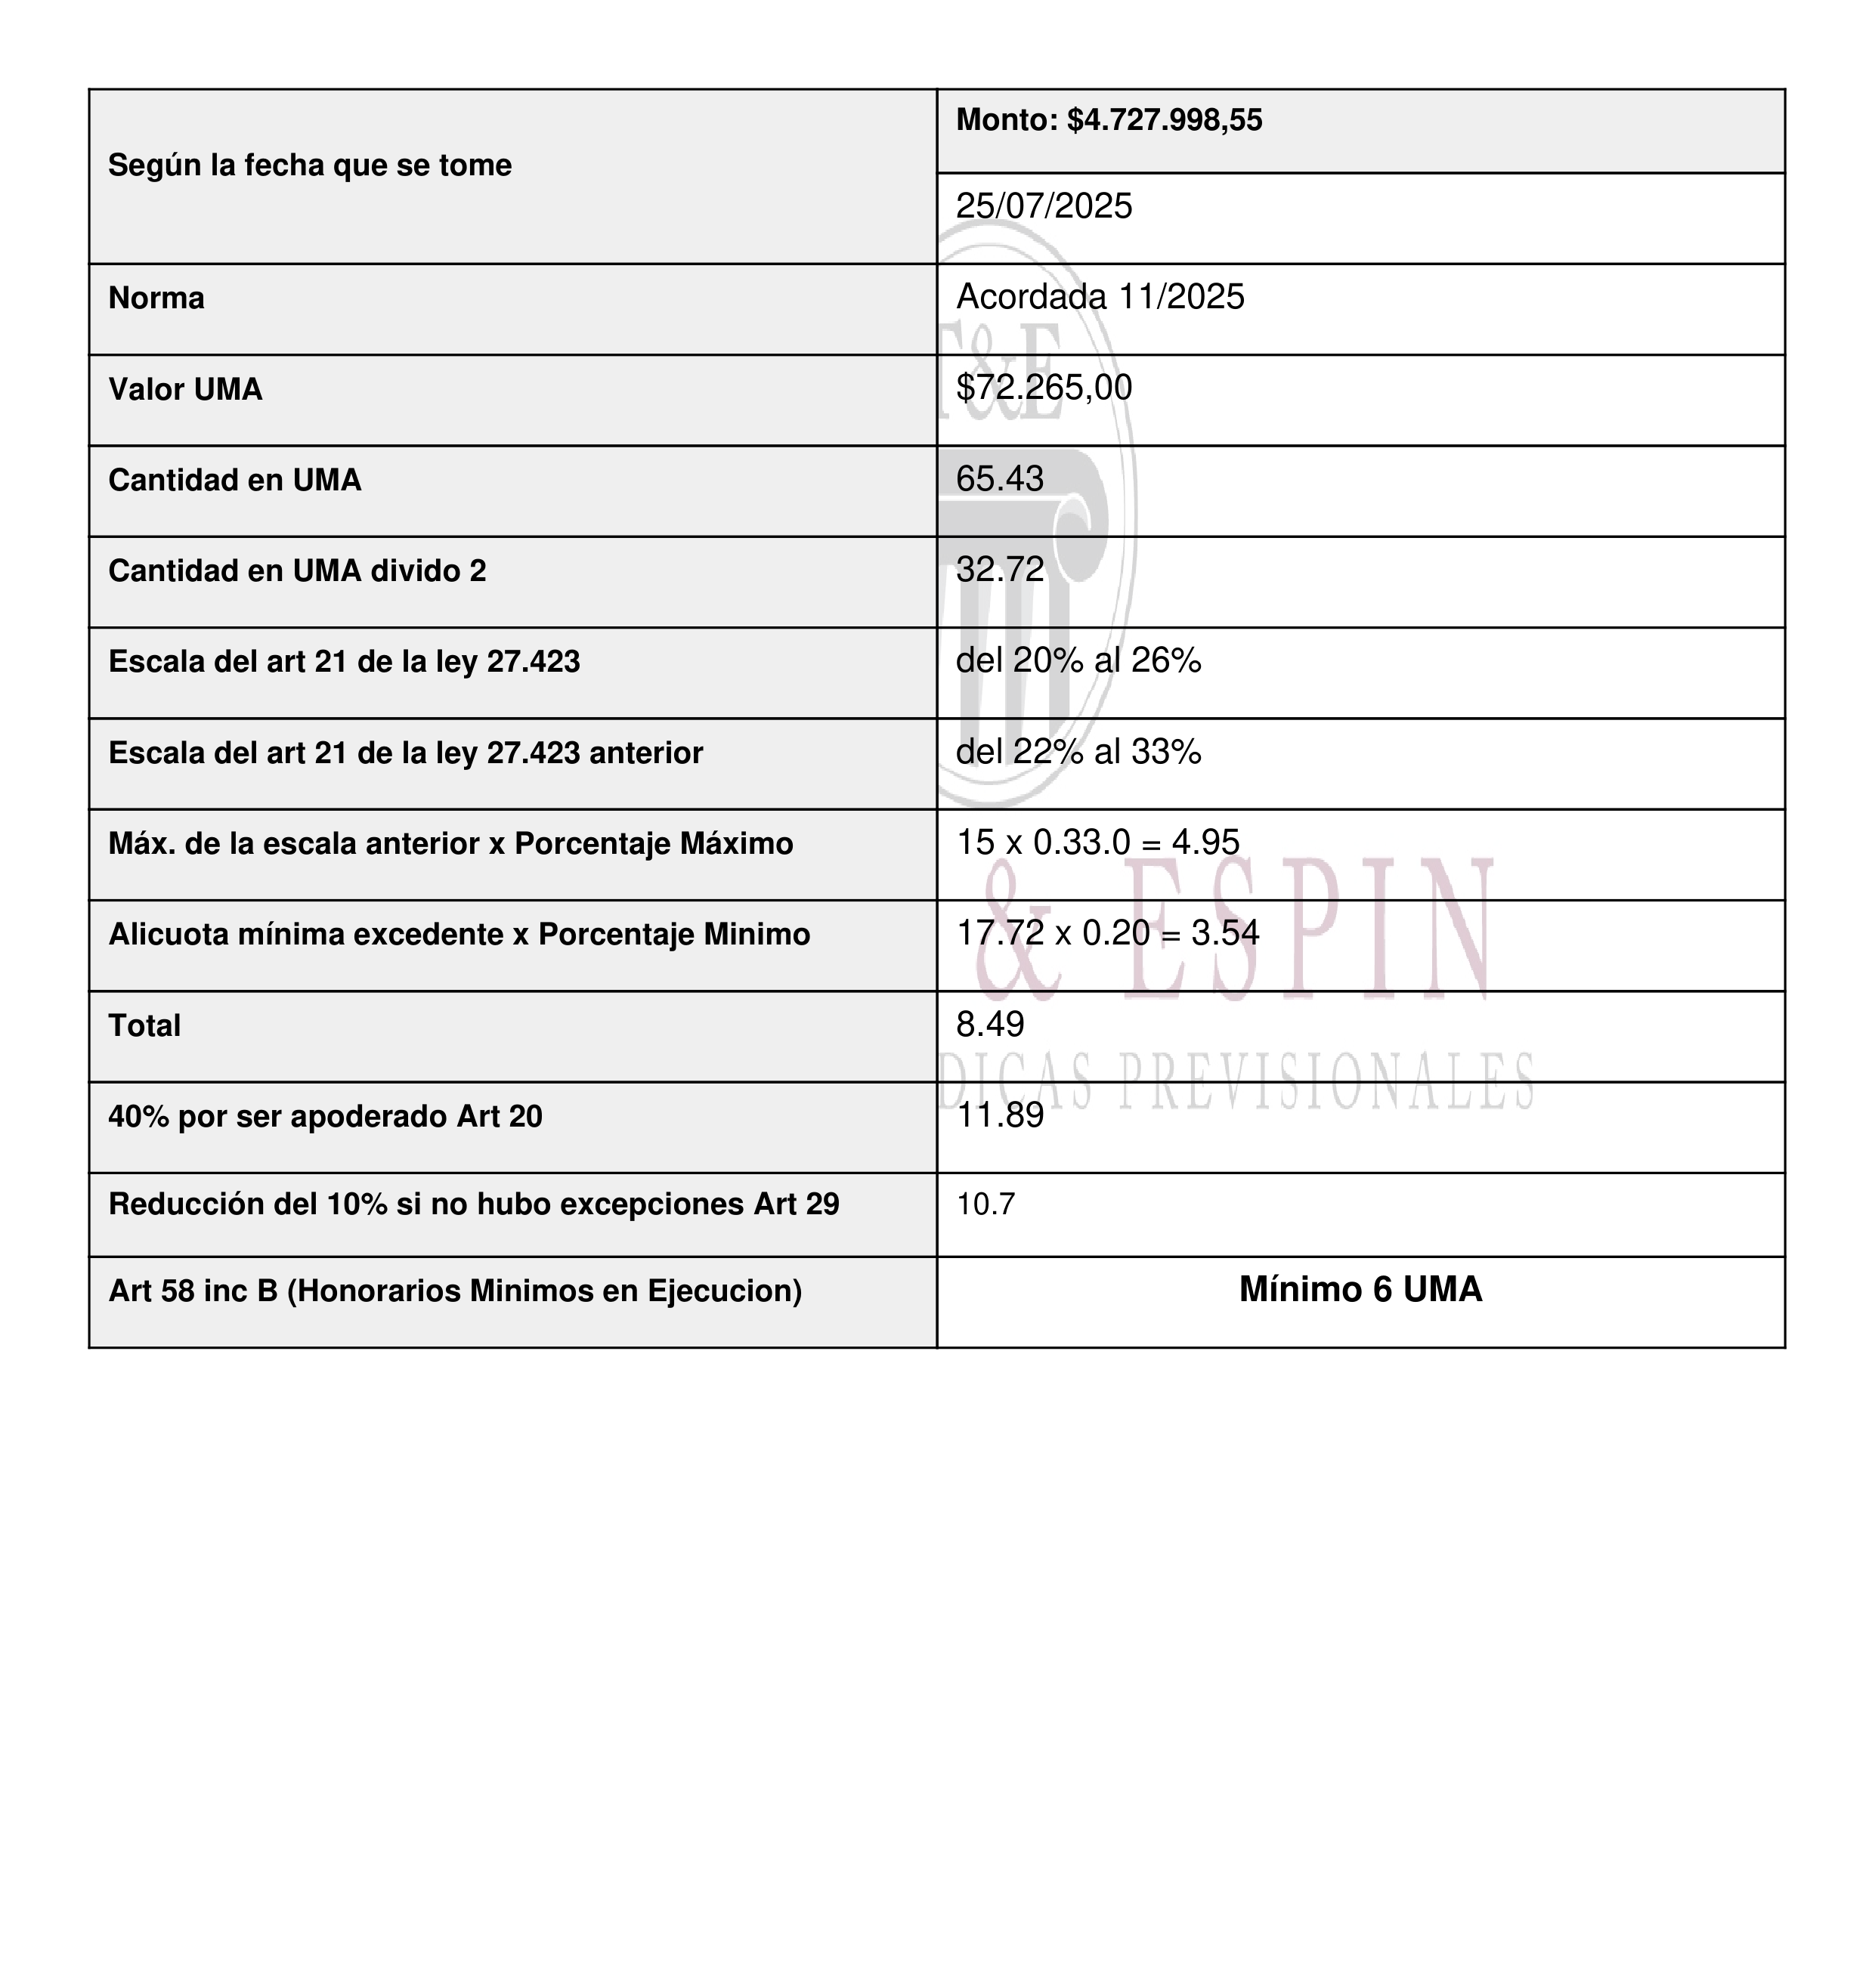 Monto: $4.727.998,55
Según la fecha que se tome
25/07/2025
Norma
Acordada 11/2025
Valor UMA
$72.265,00
Cantidad en UMA
65.43
Cantidad en UMA divido 2
32.72
Escala del art 21 de la ley 27.423
del 20% al 26%
Escala del art 21 de la ley 27.423 anterior
del 22% al 33%
Máx. de la escala anterior x Porcentaje Máximo
15 x 0.33.0 = 4.95
Alicuota mínima excedente x Porcentaje Minimo
17.72 x 0.20 = 3.54
Total
8.49
40% por ser apoderado Art 20
11.89
Reducción del 10% si no hubo excepciones Art 29
10.7
Art 58 inc B (Honorarios Minimos en Ejecucion)
Mínimo 6 UMA
&E
& ESPIN
DICAS PREVISIONALES